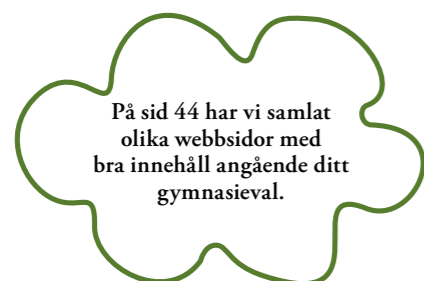 På sid 44 har vi samlat
olika webbsidor med
bra innehåll angående ditt
gymnasieval.